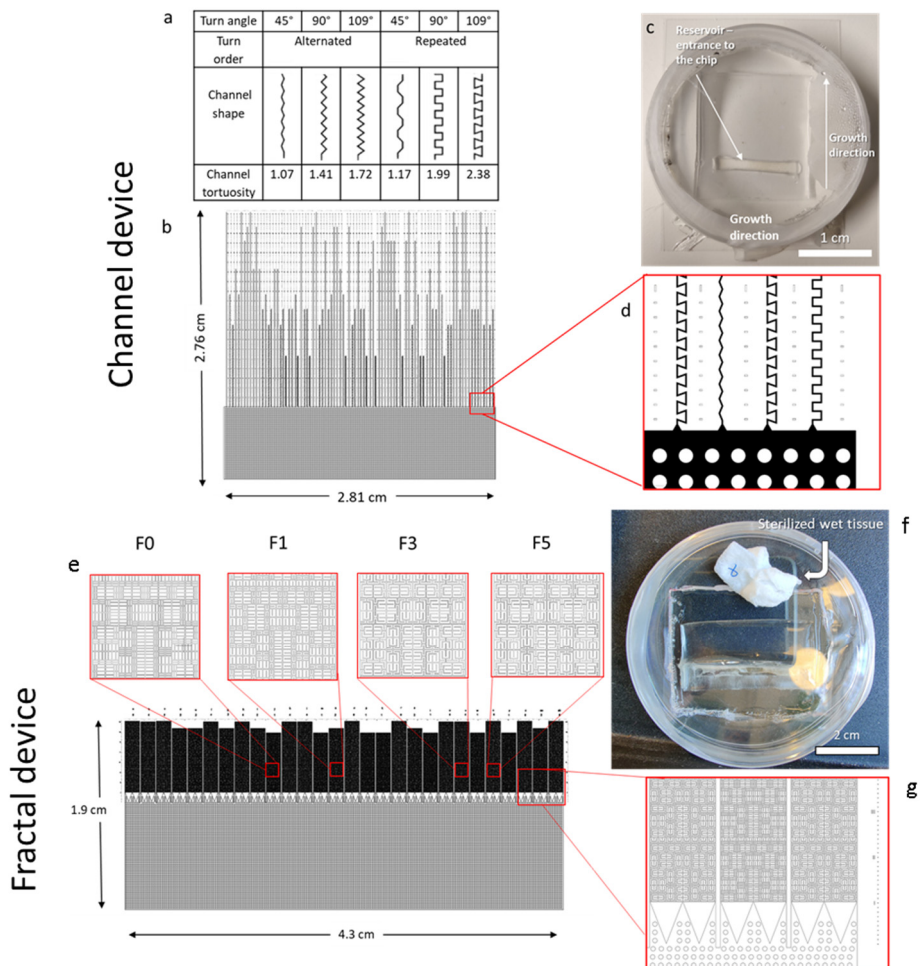 a
Turn angle 45° 90° 109° 45° 90° 109°
Turn order Alternated Repeated
Channel shape
Channel tortuosity 1.07 1.41 1.72 1.17 1.99 2.38
Channel device
b
2.76 cm
2.81 cm
c
Reservoir –
entrance to
the chip
Growth
direction
Growth
direction
1 cm
d
e
F0 F1 F3 F5
Fractal device
1.9 cm
4.3 cm
f
Sterilized wet tissue
2 cm
g